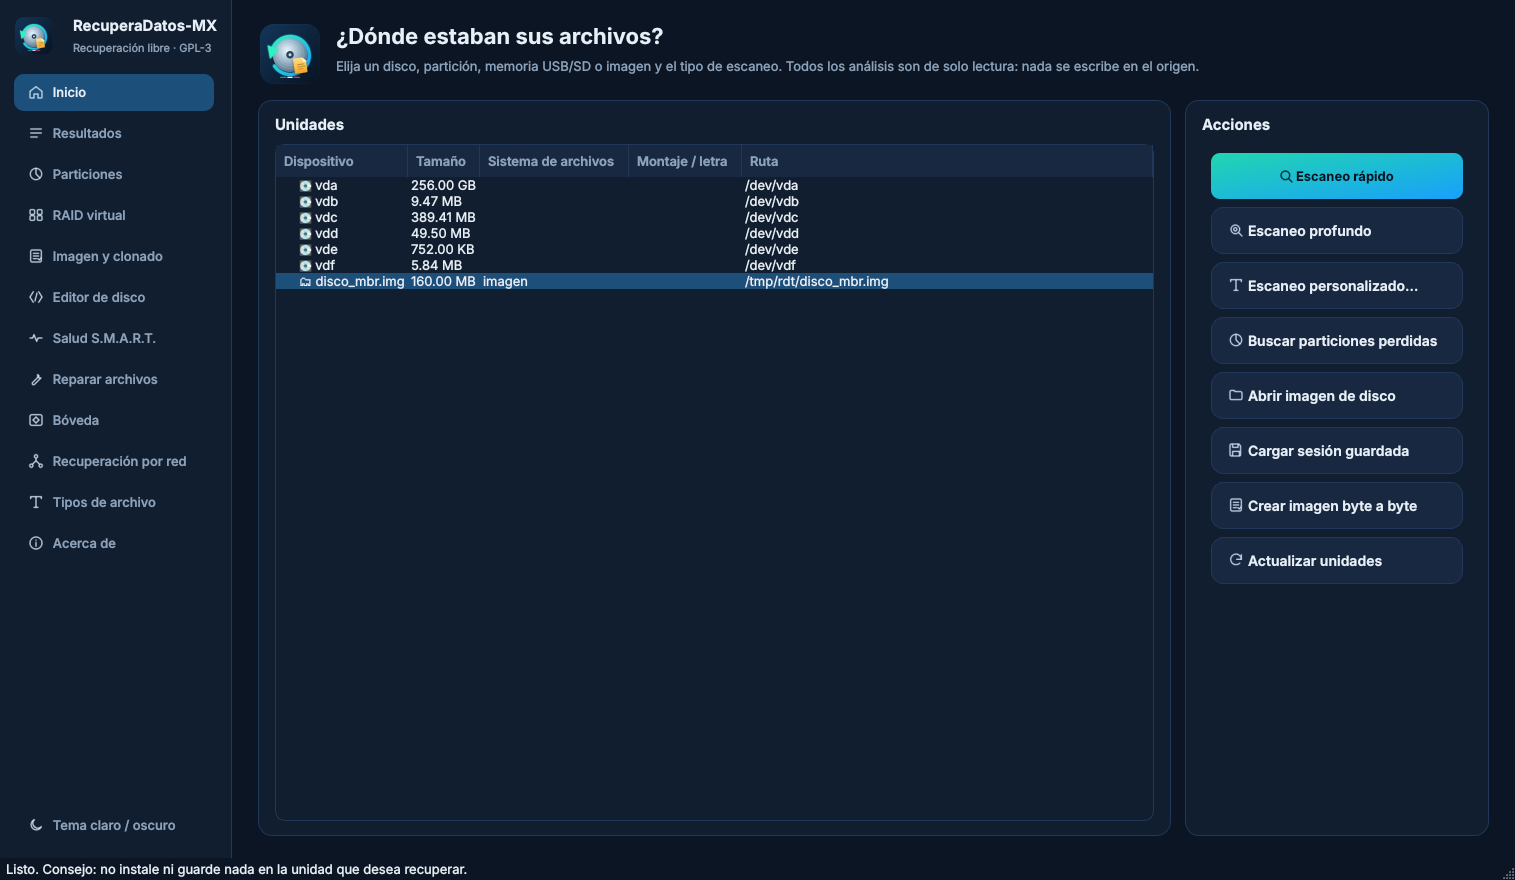 RecuperaDatos-MX
Recuperación libre · GPL-3
Inicio
Resultados
Particiones
RAID virtual
Imagen y clonado
Editor de disco
Salud S.M.A.R.T.
Reparar archivos
Bóveda
Recuperación por red
Tipos de archivo
Acerca de
Tema claro / oscuro
¿Dónde estaban sus archivos?
Elija un disco, partición, memoria USB/SD o imagen y el tipo de escaneo. Todos los análisis son de solo lectura: nada se escribe en el origen.
Unidades
Dispositivo Tamaño Sistema de archivos Montaje / letra Ruta
vda 256.00 GB /dev/vda
vdb 9.47 MB /dev/vdb
vdc 389.41 MB /dev/vdc
vdd 49.50 MB /dev/vdd
vde 752.00 KB /dev/vde
vdf 5.84 MB /dev/vdf
disco_mbr.img 160.00 MB imagen /tmp/rdt/disco_mbr.img
Acciones
Escaneo rápido
Escaneo profundo
Escaneo personalizado...
Buscar particiones perdidas
Abrir imagen de disco
Cargar sesión guardada
Crear imagen byte a byte
Actualizar unidades
Listo. Consejo: no instale ni guarde nada en la unidad que desea recuperar.